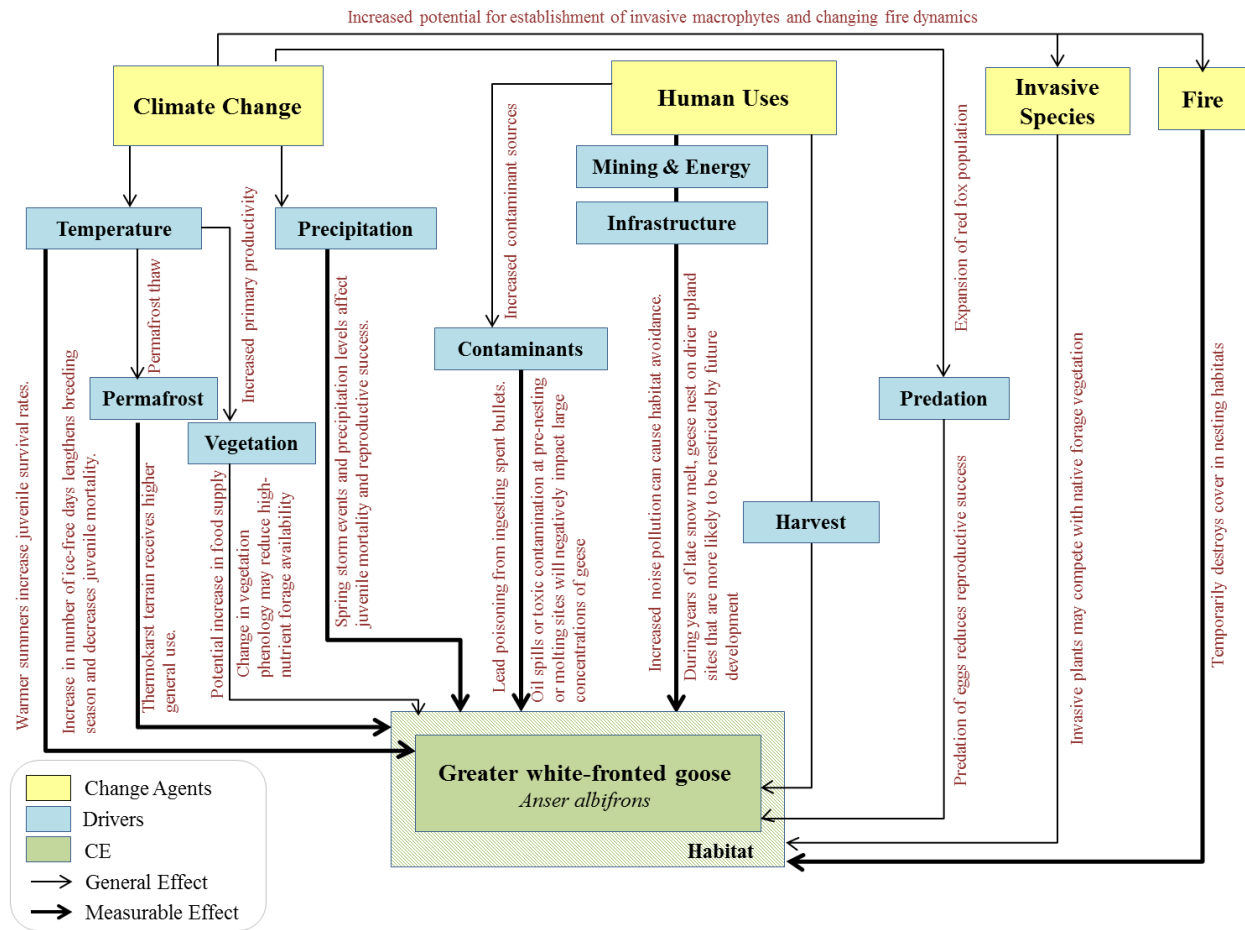 Increased potential for establishment of invasive macrophytes and changing fire dynamics
Climate Change
Human Uses
Invasive
Species
Fire
Increased contaminant sources
Mining & Energy
Expansion of red fox population
Temperature
Increased primary productivity
Precipitation
Infrastructure
Permafrost thaw
Contaminants
Permafrost
Vegetation
Predation
Harvest
Warmer summers increase juvenile survival rates.
Increase in number of ice-free days lengthens breeding
season and decreases juvenile mortality.
Thermokarst terrain receives higher
general use.
Potential increase in food supply
Change in vegetation
phenology may reduce high-
nutrient forage availability
Spring storm events and precipitation levels affect
juvenile mortality and reproductive success.
Lead poisoning from ingesting spent bullets.
Oil spills or toxic contamination at pre-nesting
or molting sites will negatively impact large
concentrations of geese
Increased noise pollution can cause habitat avoidance.
During years of late snow melt, geese nest on drier upland
sites that are more likely to be restricted by future
development
Predation of eggs reduces reproductive success
Invasive plants may compete with native forage vegetation
Temporarily destroys cover in nesting habitats
Greater white-fronted goose
Anser albifrons
Habitat
Change Agents
Drivers
CE
General Effect
Measurable Effect